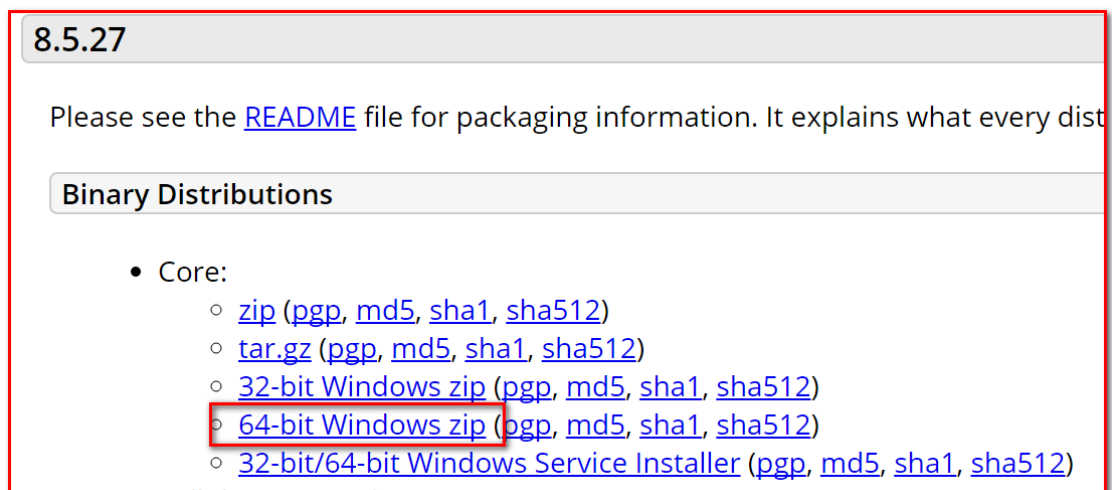 8.5.27
Please see the README file for packaging information. It explains what every dist
Binary Distributions
• Core:
○ zip (pgp, md5, sha1, sha512)
○ tar.gz (pgp, md5, sha1, sha512)
○ 32-bit Windows zip (pgp, md5, sha1, sha512)
○ 64-bit Windows zip (pgp, md5, sha1, sha512)
○ 32-bit/64-bit Windows Service Installer (pgp, md5, sha1, sha512)